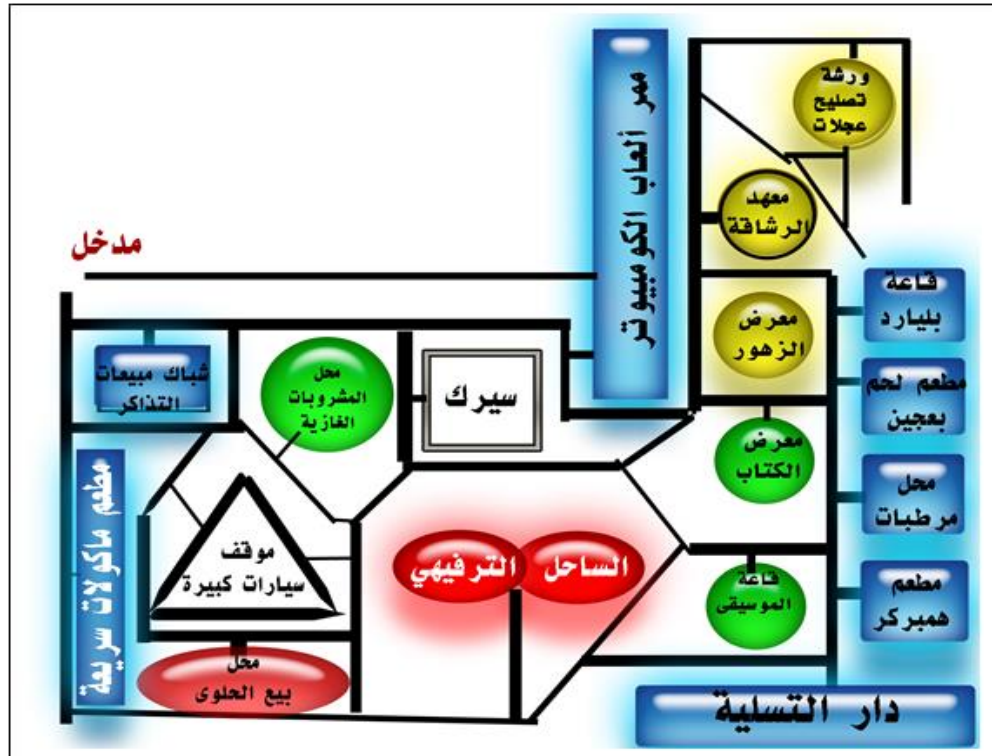 ورشة
تصليح
عجلات
ممر ألعاب الكومبيوتر
معهد
الرشاقة
مدخل
قاعة
بليارد
معرض
الزهور
شباك مبيعات
التذاكر
محل
المشروبات
الغازية
سيرك
مطعم لحم
بعجين
معرض
الكتاب
محل
مرطبات
مطعم ماكولات سريعة
موقف
سيارات كبيرة
الساحل الترفيهي
قاعة
الموسيقى
مطعم
همبركر
محل
بيع الحلوى
دار التسلية